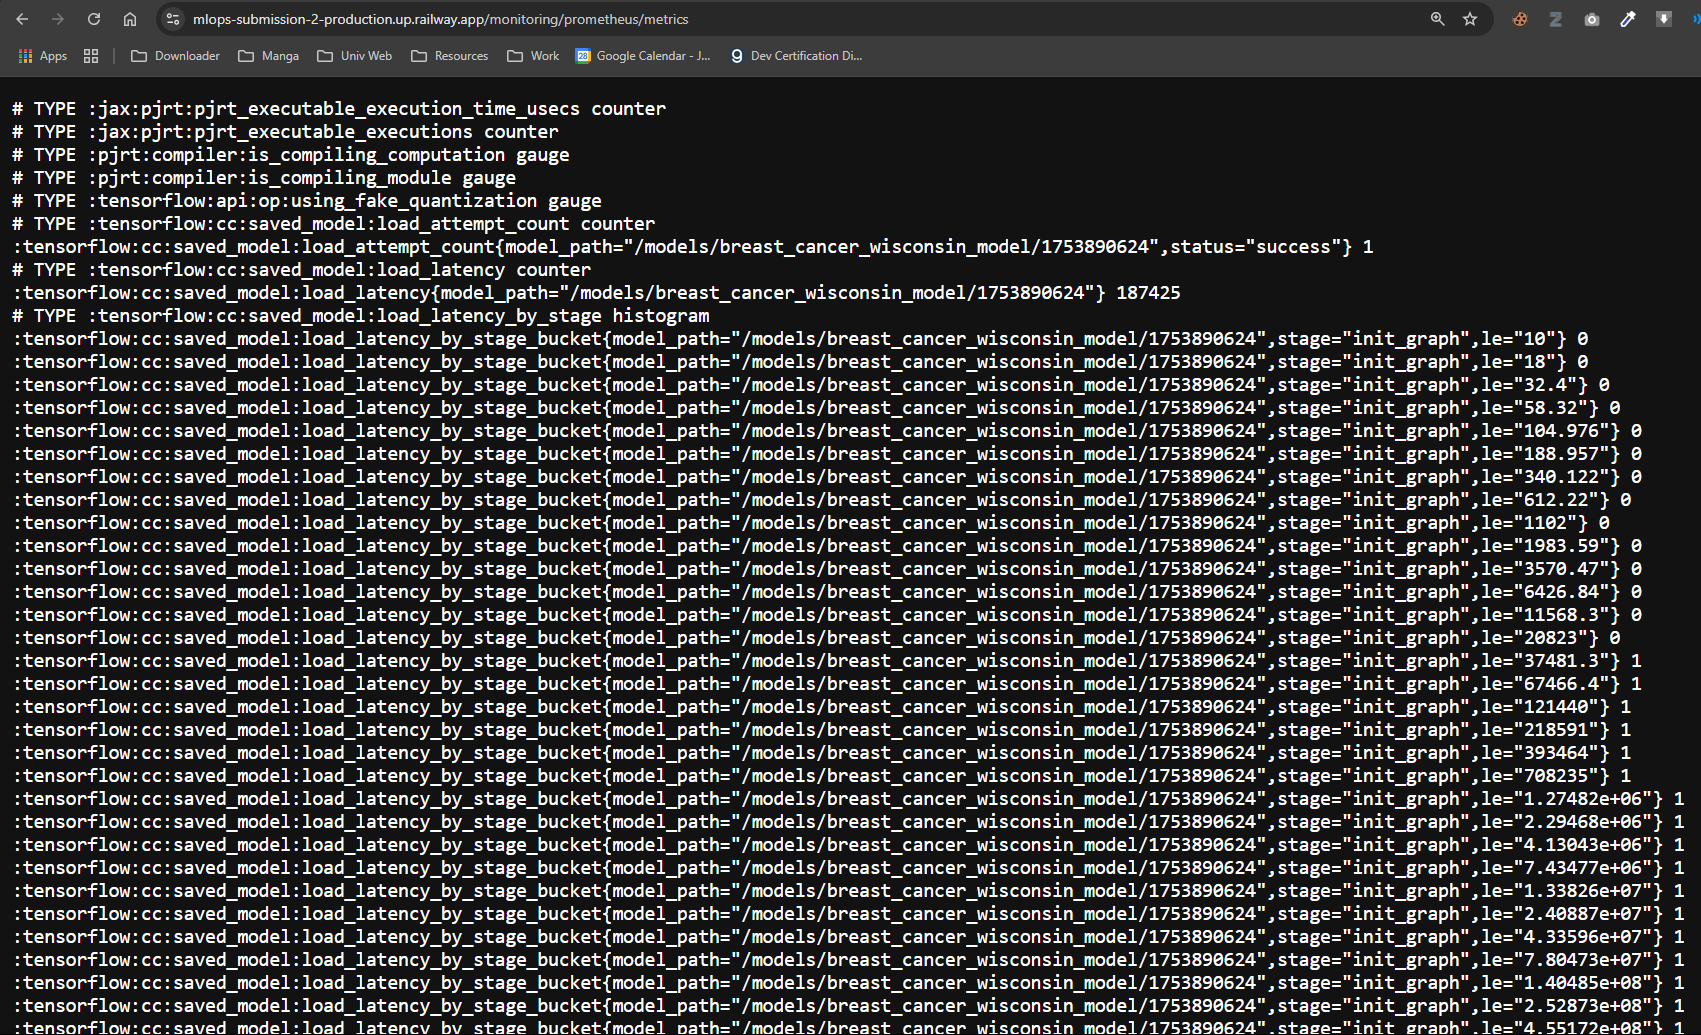 mlops-submission-2-production.up.railway.app/monitoring/prometheus/metrics
Apps Downloader Manga Univ Web Resources Work 28 Google Calendar - J... 9 Dev Certification Di...
# TYPE :jax:pjrt:pjrt_executable_execution_time_usecs counter
# TYPE :jax:pjrt:pjrt_executable_executions counter
# TYPE :pjrt:compiler:is_compiling_computation gauge
# TYPE :pjrt:compiler:is_compiling_module gauge
# TYPE :tensorflow:api:op:using_fake_quantization gauge
# TYPE :tensorflow:cc:saved_model:load_attempt_count counter
:tensorflow:cc:saved_model:load_attempt_count{model_path="/models/breast_cancer_wisconsin_model/1753890624",status="success"} 1
# TYPE :tensorflow:cc:saved_model:load_latency counter
:tensorflow:cc:saved_model:load_latency{model_path="/models/breast_cancer_wisconsin_model/1753890624"} 187425
# TYPE :tensorflow:cc:saved_model:load_latency_by_stage histogram
:tensorflow:cc:saved_model:load_latency_by_stage_bucket{model_path="/models/breast_cancer_wisconsin_model/1753890624",stage="init_graph",le="10"} 0
:tensorflow:cc:saved_model:load_latency_by_stage_bucket{model_path="/models/breast_cancer_wisconsin_model/1753890624",stage="init_graph",le="18"} 0
:tensorflow:cc:saved_model:load_latency_by_stage_bucket{model_path="/models/breast_cancer_wisconsin_model/1753890624",stage="init_graph",le="32.4"} 0
:tensorflow:cc:saved_model:load_latency_by_stage_bucket{model_path="/models/breast_cancer_wisconsin_model/1753890624",stage="init_graph",le="58.32"} 0
:tensorflow:cc:saved_model:load_latency_by_stage_bucket{model_path="/models/breast_cancer_wisconsin_model/1753890624",stage="init_graph",le="104.976"} 0
:tensorflow:cc:saved_model:load_latency_by_stage_bucket{model_path="/models/breast_cancer_wisconsin_model/1753890624",stage="init_graph",le="188.957"} 0
:tensorflow:cc:saved_model:load_latency_by_stage_bucket{model_path="/models/breast_cancer_wisconsin_model/1753890624",stage="init_graph",le="340.122"} 0
:tensorflow:cc:saved_model:load_latency_by_stage_bucket{model_path="/models/breast_cancer_wisconsin_model/1753890624",stage="init_graph",le="612.22"} 0
:tensorflow:cc:saved_model:load_latency_by_stage_bucket{model_path="/models/breast_cancer_wisconsin_model/1753890624",stage="init_graph",le="1102"} 0
:tensorflow:cc:saved_model:load_latency_by_stage_bucket{model_path="/models/breast_cancer_wisconsin_model/1753890624",stage="init_graph",le="1983.59"} 0
:tensorflow:cc:saved_model:load_latency_by_stage_bucket{model_path="/models/breast_cancer_wisconsin_model/1753890624",stage="init_graph",le="3570.47"} 0
:tensorflow:cc:saved_model:load_latency_by_stage_bucket{model_path="/models/breast_cancer_wisconsin_model/1753890624",stage="init_graph",le="6426.84"} 0
:tensorflow:cc:saved_model:load_latency_by_stage_bucket{model_path="/models/breast_cancer_wisconsin_model/1753890624",stage="init_graph",le="11568.3"} 0
:tensorflow:cc:saved_model:load_latency_by_stage_bucket{model_path="/models/breast_cancer_wisconsin_model/1753890624",stage="init_graph",le="20823"} 0
:tensorflow:cc:saved_model:load_latency_by_stage_bucket{model_path="/models/breast_cancer_wisconsin_model/1753890624",stage="init_graph",le="37481.3"} 1
:tensorflow:cc:saved_model:load_latency_by_stage_bucket{model_path="/models/breast_cancer_wisconsin_model/1753890624",stage="init_graph",le="67466.4"} 1
:tensorflow:cc:saved_model:load_latency_by_stage_bucket{model_path="/models/breast_cancer_wisconsin_model/1753890624",stage="init_graph",le="121440"} 1
:tensorflow:cc:saved_model:load_latency_by_stage_bucket{model_path="/models/breast_cancer_wisconsin_model/1753890624",stage="init_graph",le="218591"} 1
:tensorflow:cc:saved_model:load_latency_by_stage_bucket{model_path="/models/breast_cancer_wisconsin_model/1753890624",stage="init_graph",le="393464"} 1
:tensorflow:cc:saved_model:load_latency_by_stage_bucket{model_path="/models/breast_cancer_wisconsin_model/1753890624",stage="init_graph",le="708235"} 1
:tensorflow:cc:saved_model:load_latency_by_stage_bucket{model_path="/models/breast_cancer_wisconsin_model/1753890624",stage="init_graph",le="1.27482e+06"} 1
:tensorflow:cc:saved_model:load_latency_by_stage_bucket{model_path="/models/breast_cancer_wisconsin_model/1753890624",stage="init_graph",le="2.29468e+06"} 1
:tensorflow:cc:saved_model:load_latency_by_stage_bucket{model_path="/models/breast_cancer_wisconsin_model/1753890624",stage="init_graph",le="4.13043e+06"} 1
:tensorflow:cc:saved_model:load_latency_by_stage_bucket{model_path="/models/breast_cancer_wisconsin_model/1753890624",stage="init_graph",le="7.43477e+06"} 1
:tensorflow:cc:saved_model:load_latency_by_stage_bucket{model_path="/models/breast_cancer_wisconsin_model/1753890624",stage="init_graph",le="1.33826e+07"} 1
:tensorflow:cc:saved_model:load_latency_by_stage_bucket{model_path="/models/breast_cancer_wisconsin_model/1753890624",stage="init_graph",le="2.40887e+07"} 1
:tensorflow:cc:saved_model:load_latency_by_stage_bucket{model_path="/models/breast_cancer_wisconsin_model/1753890624",stage="init_graph",le="4.33596e+07"} 1
:tensorflow:cc:saved_model:load_latency_by_stage_bucket{model_path="/models/breast_cancer_wisconsin_model/1753890624",stage="init_graph",le="7.80473e+07"} 1
:tensorflow:cc:saved_model:load_latency_by_stage_bucket{model_path="/models/breast_cancer_wisconsin_model/1753890624",stage="init_graph",le="1.40485e+08"} 1
:tensorflow:cc:saved_model:load_latency_by_stage_bucket{model_path="/models/breast_cancer_wisconsin_model/1753890624",stage="init_graph",le="2.52873e+08"} 1
:tensorflow:cc:saved_model:load_latency_by_stage_bucket{model_path="/models/breast_cancer_wisconsin_model/1753890624",stage="init_graph",le="4.55172e+08"} 1